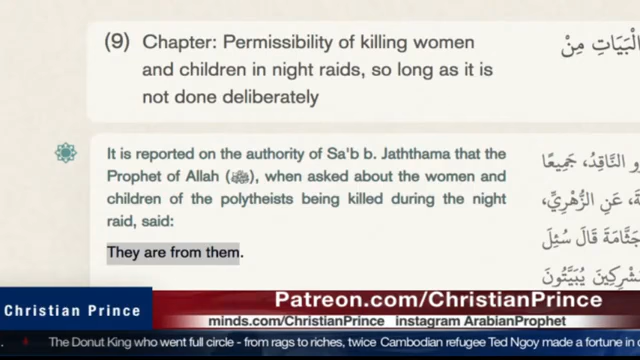 (9) Chapter: Permissibility of killing women
and children in night raids, so long as it is
not done deliberately
الْبَيَاتِ مِنْ
It is reported on the authority of Sa'b b. Jaththama that the
Prophet of Allah (ﷺ), when asked about the women and
children of the polytheists being killed during the night
raid, said:
They are from them.
و النَّاقِدُ، جَمِيعًا
عَنِ الزُّهْرِيِّ،
جَثَّامَةَ قَالَ سُئِلَ
يُبَيَّتُونَ
Christian Prince
Patreon.com/ChristianPrince
minds.com/ChristianPrince instagram ArabianProphet
The Donut King who went full circle - from rags to riches, twice Cambodian refugee Ted Ngoy made a fortune in